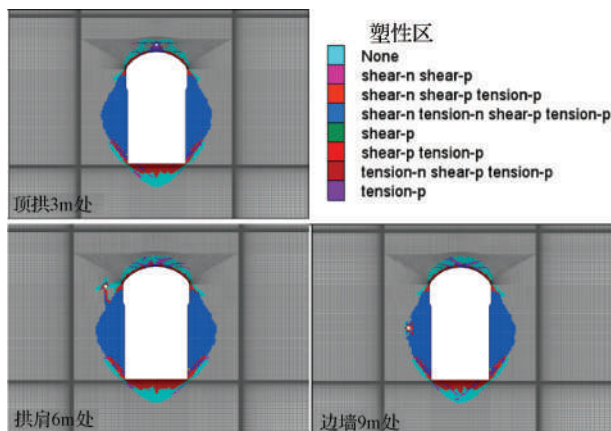 塑性区
None
shear-n shear-p
shear-n shear-p tension-p
shear-n tension-n shear-p tension-p
shear-p
shear-p tension-p
tension-n shear-p tension-p
tension-p
顶拱3m处
拱肩6m处
边墙9m处